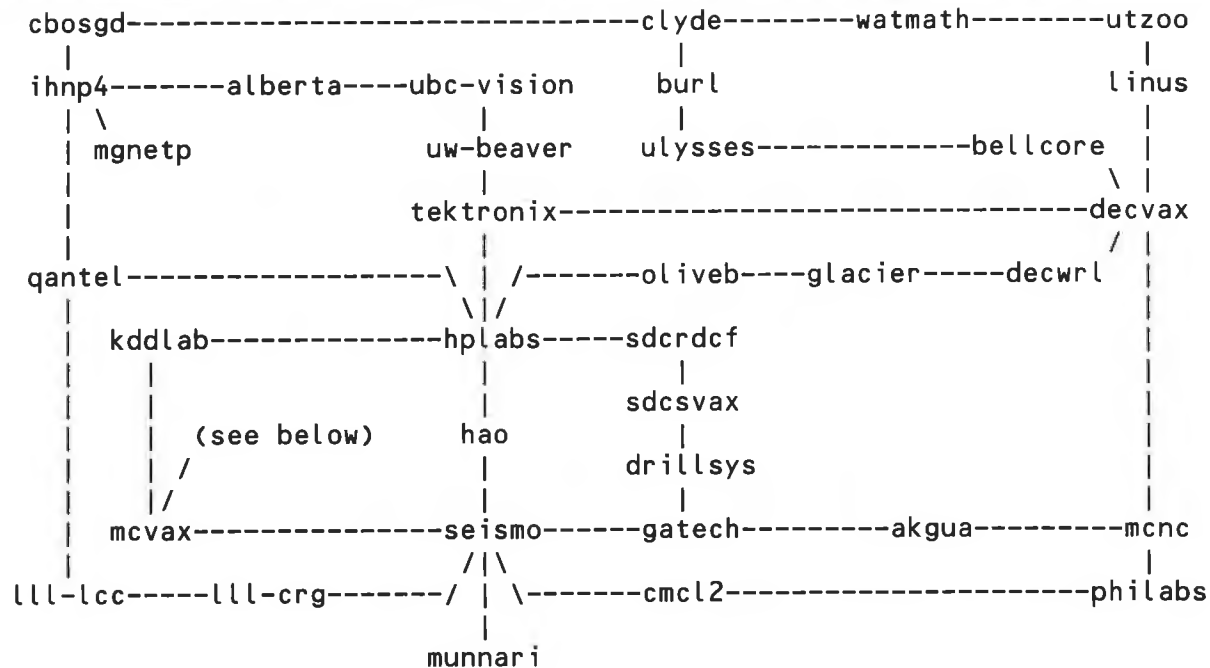 cbosgd---------------------------------clyde--------watmath-------utzoo
ihnp4-------alberta----ubc-vision burl linus
mgnetp uw-beaver ulysses-------------bellcore
tektronix---------------------------------decvax
qantel oliveb----glacier-----decwrl
kddlab--------------hplabs-----sdcrdcf
sdcsvax
(see below) hao
drillsys
mcvax---------------seismo------gatech---------akgua---------mcnc
lll-lcc-----lll-crg-------/ \-------cmcl2----------------------philabs
munnari